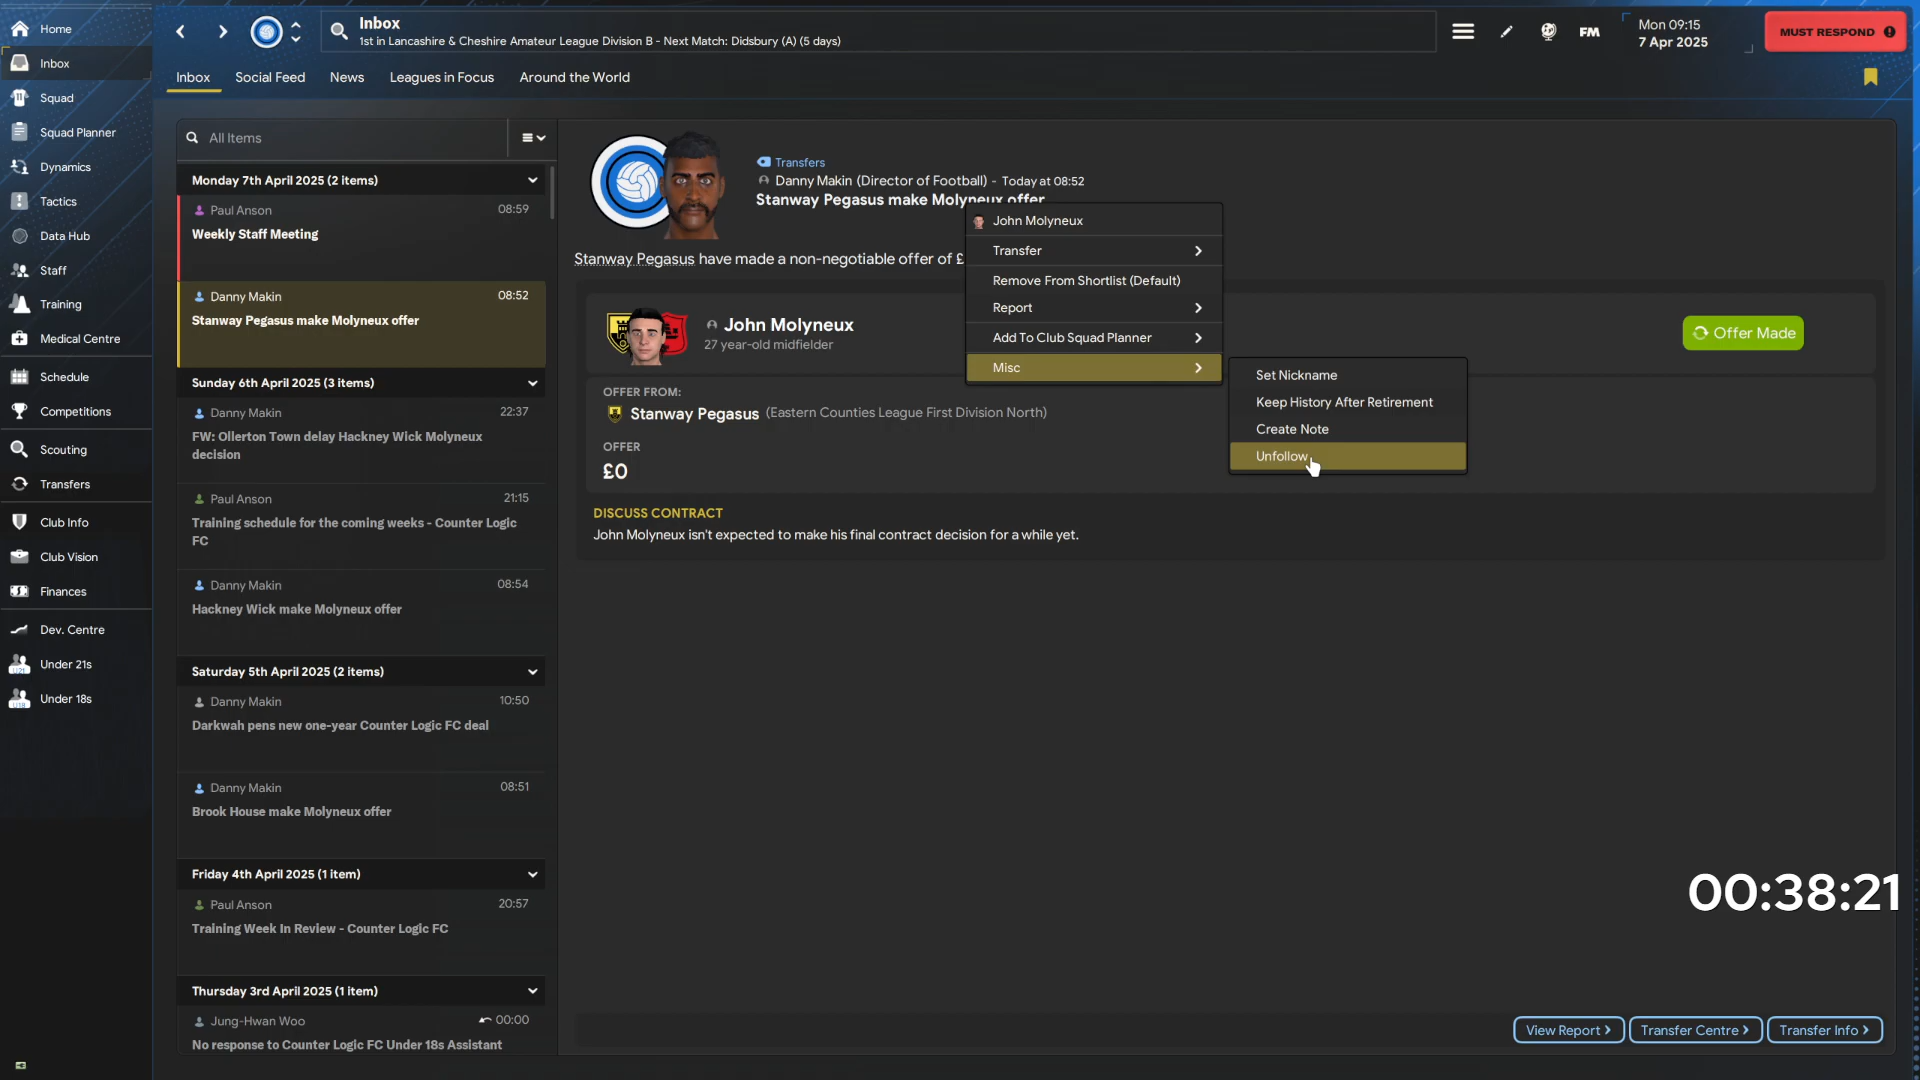 Home
Inbox
Squad
Squad Planner
Dynamics
Tactics
Data Hub
Staff
Training
Medical Centre
Schedule
Competitions
Scouting
Transfers
Club Info
Club Vision
Finances
Dev. Centre
Under 21s
Under 18s
Inbox
1st in Lancashire & Cheshire Amateur League Division B - Next Match: Didsbury (A) (5 days)
FM
Mon 09:15
7 Apr 2025
MUST RESPOND
Inbox Social Feed News Leagues in Focus Around the World
All Items
Monday 7th April 2025 (2 items)
Paul Anson 08:59
Weekly Staff Meeting
Danny Makin 08:52
Stanway Pegasus make Molyneux offer
Sunday 6th April 2025 (3 items)
Danny Makin 22:37
FW: Ollerton Town delay Hackney Wick Molyneux
decision
Paul Anson 21:15
Training schedule for the coming weeks - Counter Logic
FC
Danny Makin 08:54
Hackney Wick make Molyneux offer
Saturday 5th April 2025 (2 items)
Danny Makin 10:50
Darkwah pens new one-year Counter Logic FC deal
Danny Makin 08:51
Brook House make Molyneux offer
Friday 4th April 2025 (1 item)
Paul Anson 20:57
Training Week In Review - Counter Logic FC
Thursday 3rd April 2025 (1 item)
Jung-Hwan Woo 00:00
No response to Counter Logic FC Under 18s Assistant
Transfers
Danny Makin (Director of Football) - Today at 08:52
Stanway Pegasus make Molyneux offer
Stanway Pegasus have made a non-negotiable offer of £
John Molyneux
27 year-old midfielder
Offer Made
OFFER FROM:
Stanway Pegasus (Eastern Counties League First Division North)
OFFER
£0
DISCUSS CONTRACT
John Molyneux isn't expected to make his final contract decision for a while yet.
John Molyneux
Transfer
Remove From Shortlist (Default)
Report
Add To Club Squad Planner
Misc
Set Nickname
Keep History After Retirement
Create Note
Unfollow
00:38:21
View Report
Transfer Centre
Transfer Info